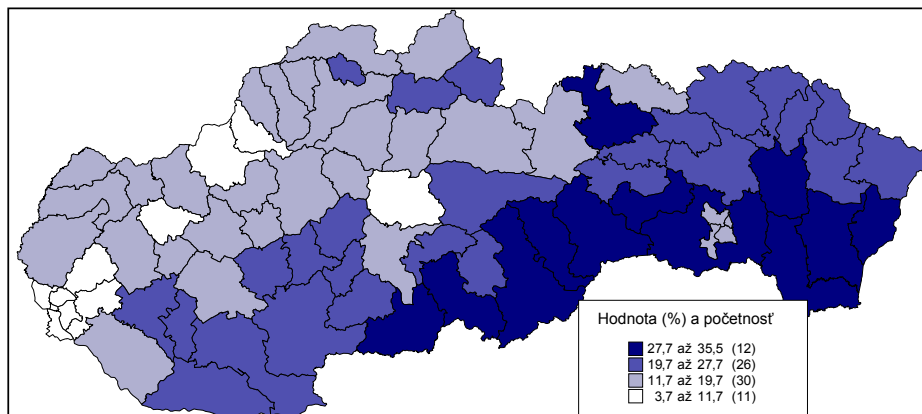 Hodnota (%) a početnosť
27,7 až 35,5 (12)
19,7 až 27,7 (26)
11,7 až 19,7 (30)
3,7 až 11,7 (11)